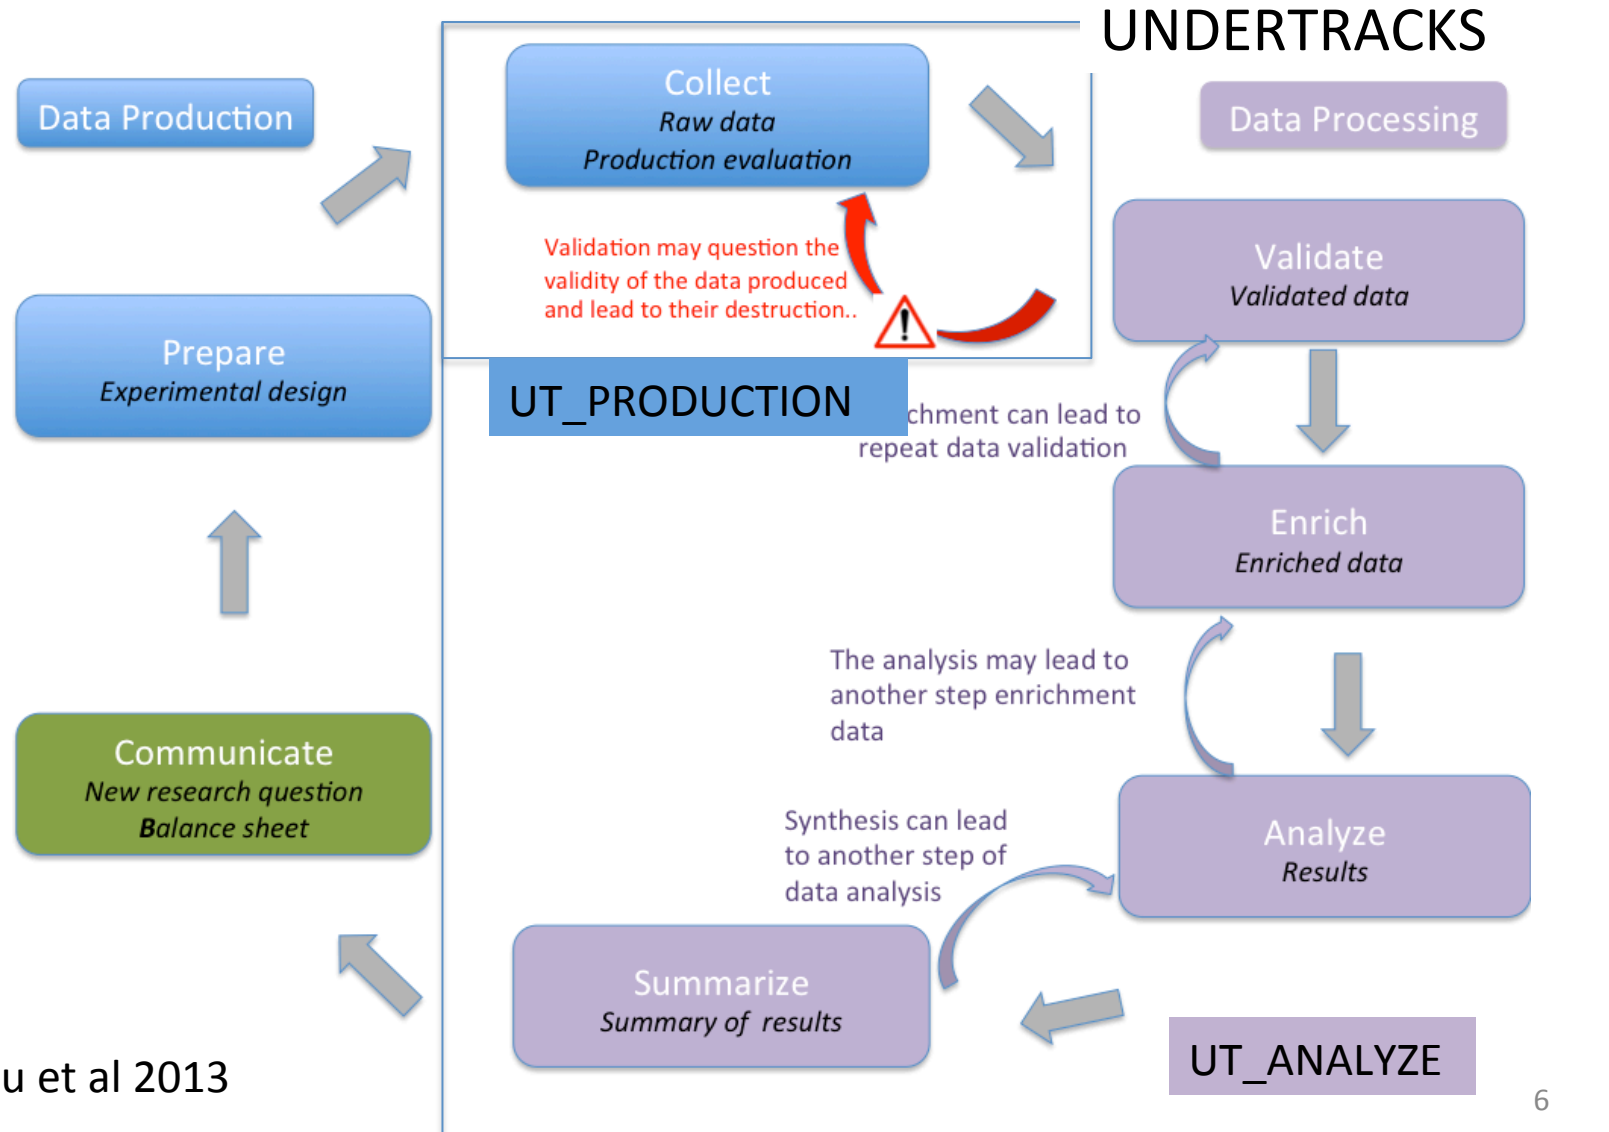 UNDERTRACKS
Data Production
Collect
Raw data
Production evaluation
Data Processing
Validation may question the
validity of the data produced
and lead to their destruction..
Validate
Validated data
Prepare
Experimental design
UT_PRODUCTION
chment can lead to
repeat data validation
Enrich
Enriched data
The analysis may lead to
another step enrichment
data
Communicate
New research question
Balance sheet
Synthesis can lead
to another step of
data analysis
Analyze
Results
Summarize
Summary of results
UT_ANALYZE
u et al 2013
6